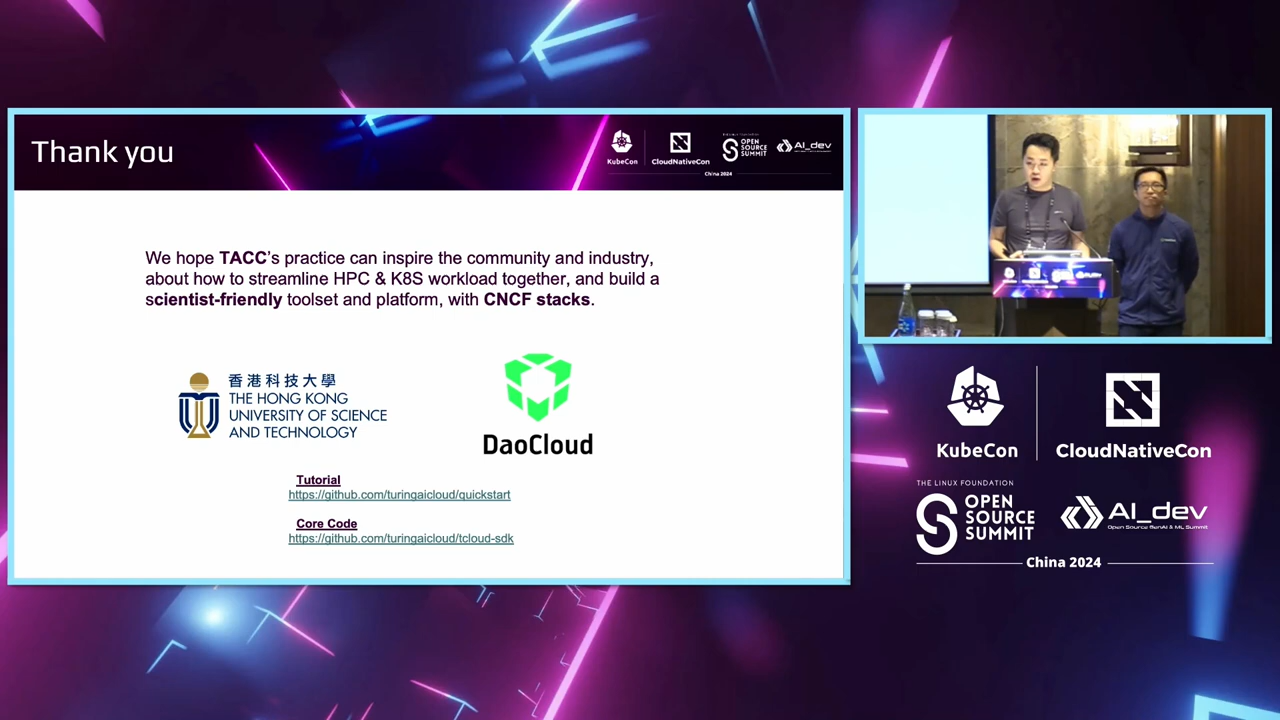 Thank you
KubeCon
CloudNativeCon
OPEN
SOURCE
SUMMIT
AI_dev
China 2024
We hope TACC's practice can inspire the community and industry,
about how to streamline HPC & K8S workload together, and build a
scientist-friendly toolset and platform, with CNCF stacks.
香港科技大學
THE HONG KONG
UNIVERSITY OF SCIENCE
AND TECHNOLOGY
DaoCloud
Tutorial
https://github.com/turingaicloud/quickstart
Core Code
https://github.com/turingaicloud/tcloud-sdk
KubeCon
CloudNativeCon
THE LINUX FOUNDATION
OPEN
SOURCE
SUMMIT
AI_dev
Open Source GenAI & ML Summit
China 2024